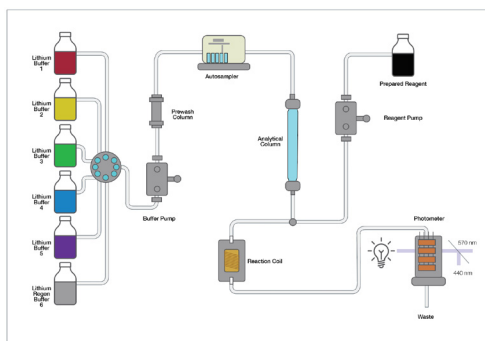 Lithium
Buffer
1
Lithium
Buffer
2
Lithium
Buffer
3
Lithium
Buffer
4
Lithium
Buffer
5
Lithium
Regen
Buffer
6
Autosampler
Prewash
Column
Buffer Pump
Analytical
Column
Prepared Reagent
Reagent Pump
Reaction Coil
Photometer
570 nm
440 nm
Waste